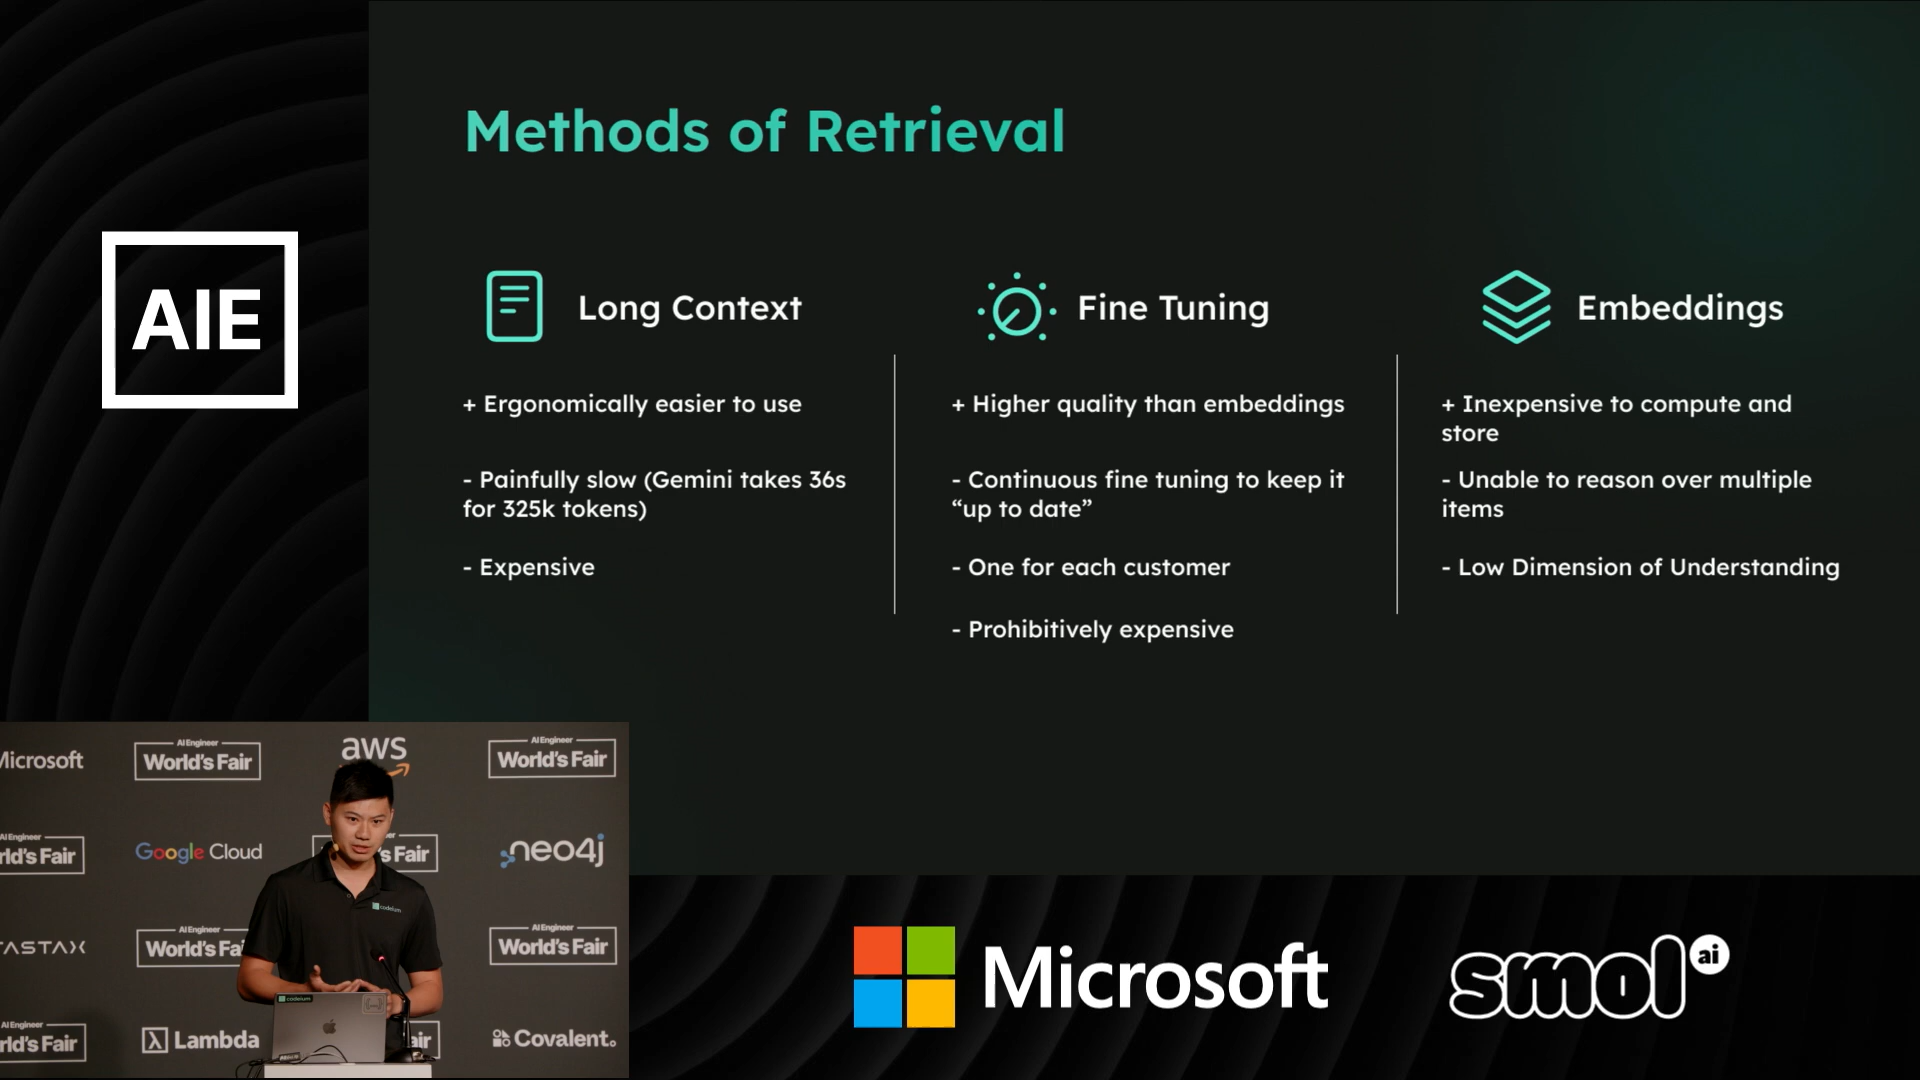 Methods of Retrieval
AIE
Long Context
+ Ergonomically easier to use
- Painfully slow (Gemini takes 36s
for 325k tokens)
- Expensive
Fine Tuning
+ Higher quality than embeddings
- Continuous fine tuning to keep it
“up to date”
- One for each customer
- Prohibitively expensive
Embeddings
+ Inexpensive to compute and
store
- Unable to reason over multiple
items
- Low Dimension of Understanding
Microsoft
AI Engineer
World's Fair
aws
AI Engineer
World's Fair
AI Engineer
rld's Fair
Google Cloud
s Fair
neo4j
codeium
TASTAX
AI Engineer
World's Fai
AI Engineer
World's Fair
codeium
AI Engineer
rld's Fair
Lambda
air
Covalent
Microsoft
smol ai